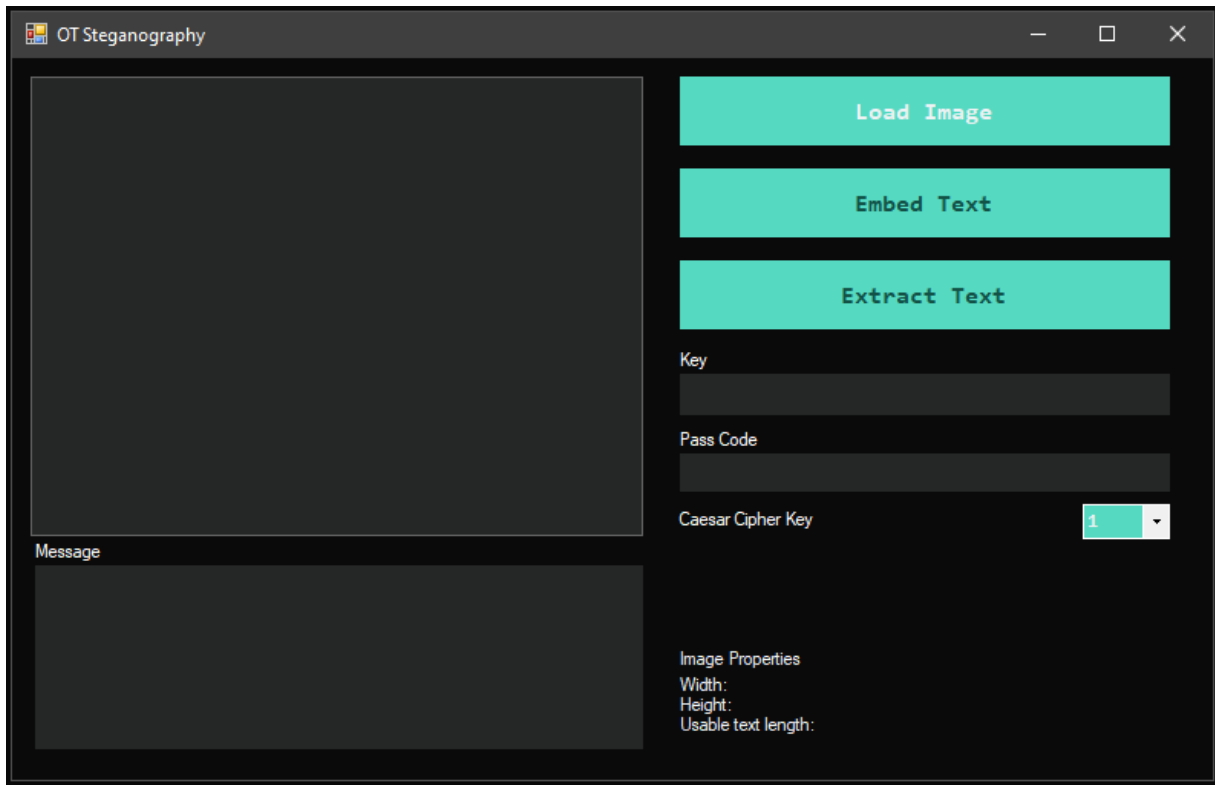 OT Steganography
Load Image
Embed Text
Extract Text
Key
Pass Code
Caesar Cipher Key
1
Message
Image Properties
Width:
Height:
Usable text length: